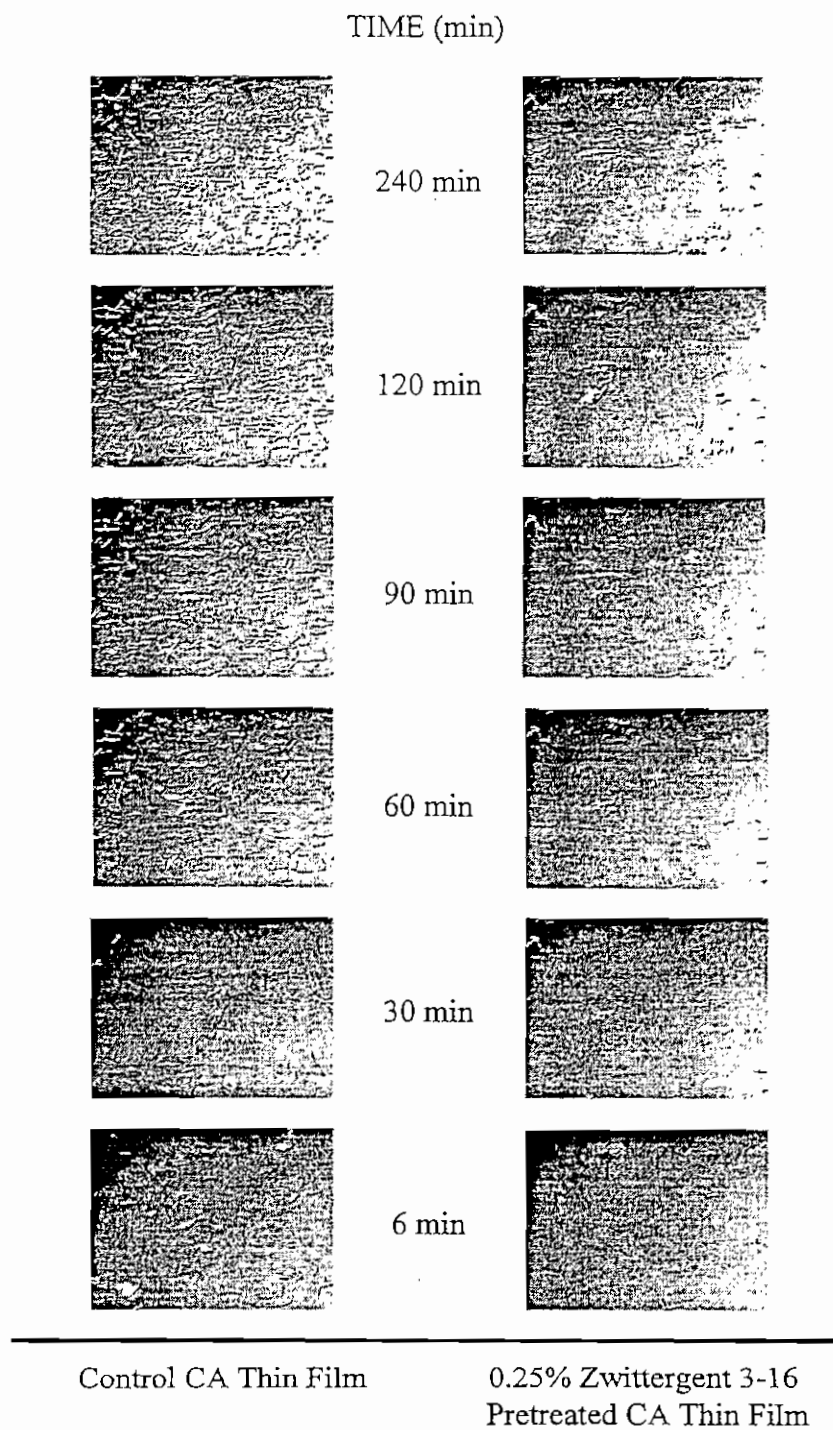 TIME (min)
240 min
120 min
90 min
60 min
30 min
6 min
Control CA Thin Film
0.25% Zwittergent 3-16
Pretreated CA Thin Film